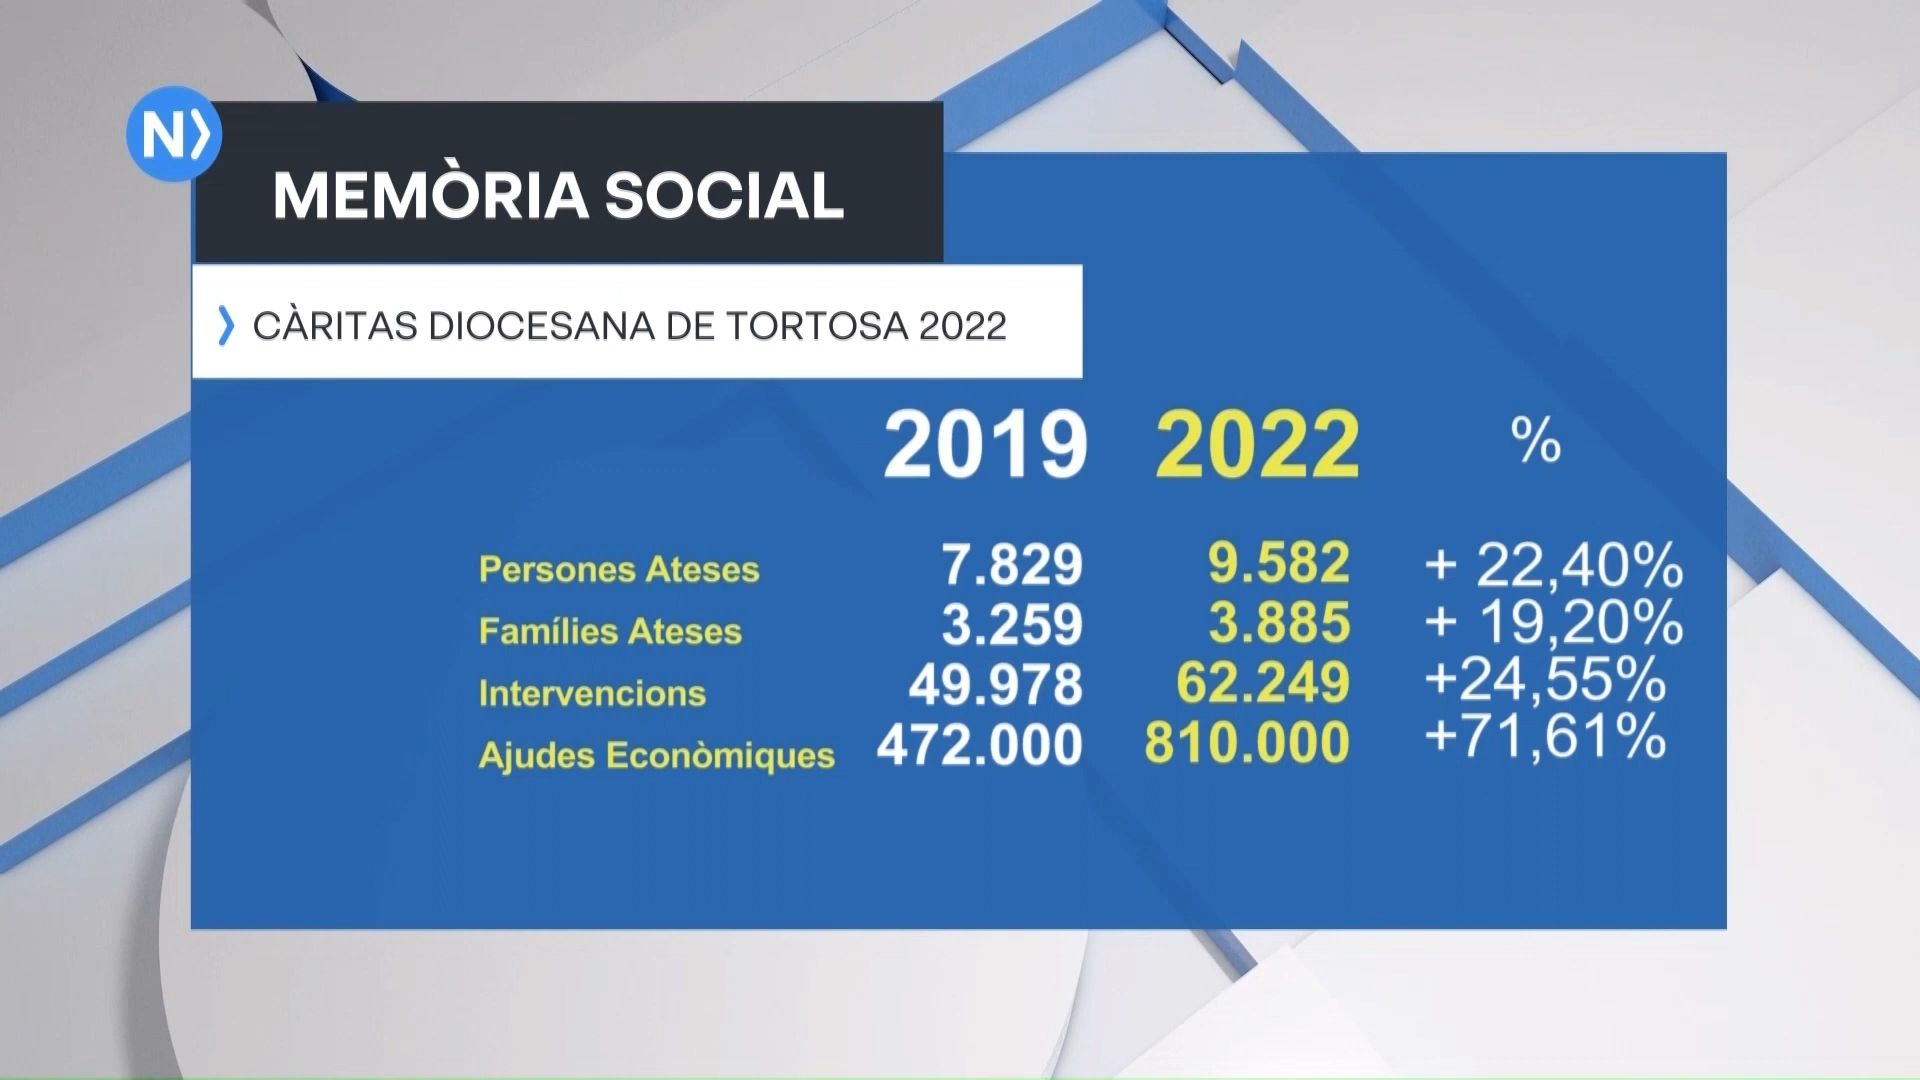 N
MEMÒRIA SOCIAL
CÀRITAS DIOCESANA DE TORTOSA 2022
2019 2022 %
Persones Ateses 7.829 9.582 + 22,40%
Famílies Ateses 3.259 3.885 + 19,20%
Intervencions 49.978 62.249 +24,55%
Ajudes Econòmiques 472.000 810.000 +71,61%